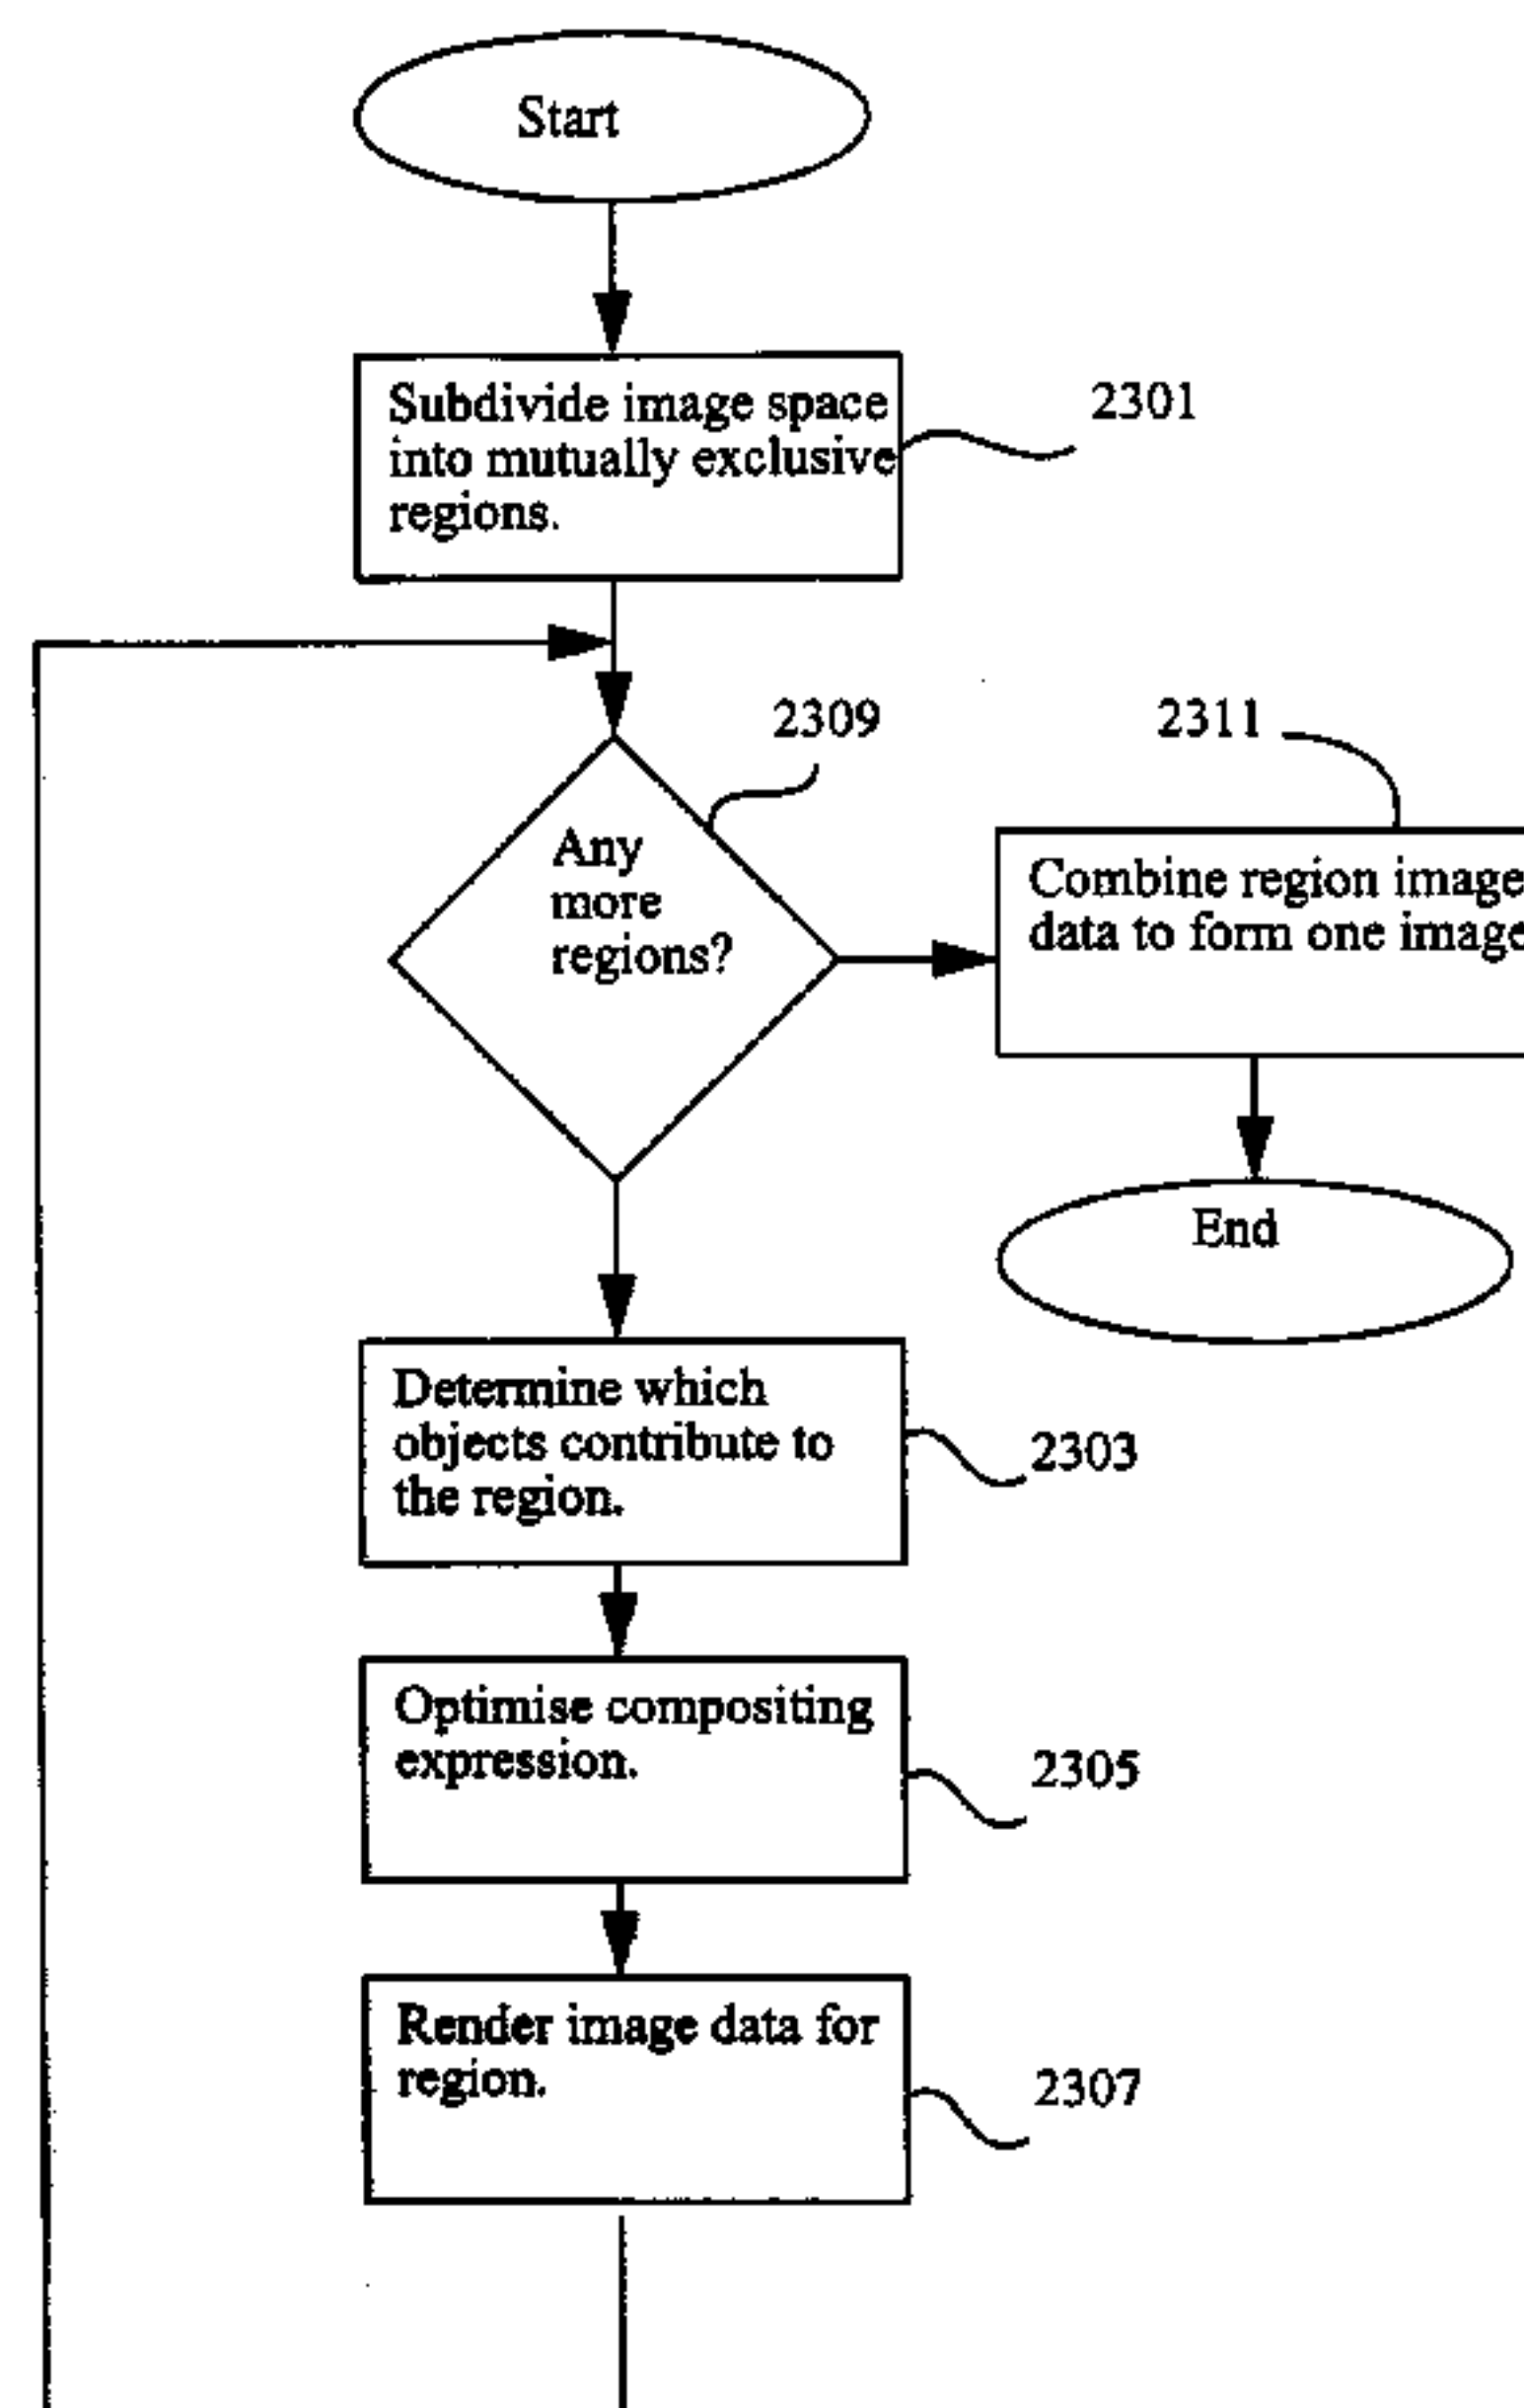 Start
Subdivide image space
into mutually exclusive
regions.
2301
2309
2311
Any
more
regions?
Combine region image
data to form one image
End
Determine which
objects contribute to
the region.
2303
Optimise compositing
expression.
2305
Render image data for
region.
2307